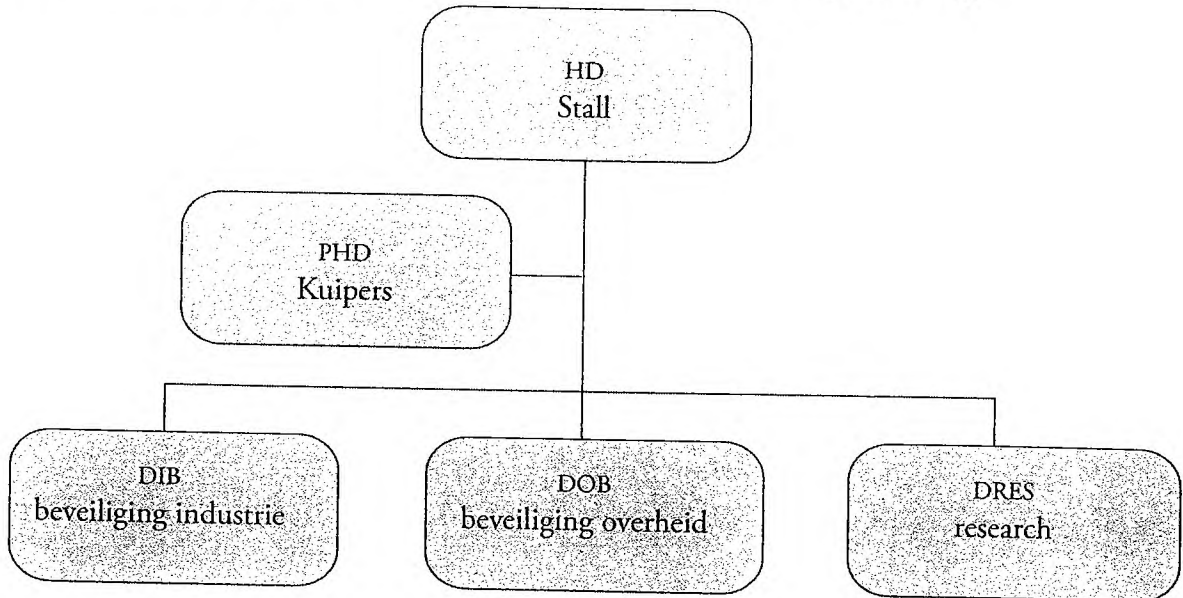 HD
Stall
PHD
Kuipers
DIB
beveiliging industrie
DOB
beveiliging overheid
DRES
research